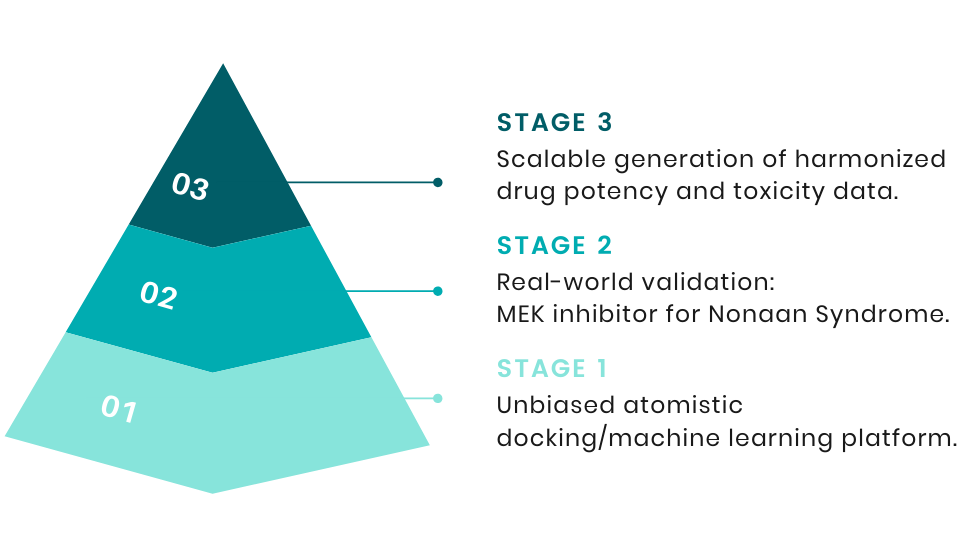 03
STAGE 3
Scalable generation of harmonized
drug potency and toxicity data.
02
STAGE 2
Real-world validation:
MEK inhibitor for Nonaan Syndrome.
01
STAGE 1
Unbiased atomistic
docking/machine learning platform.